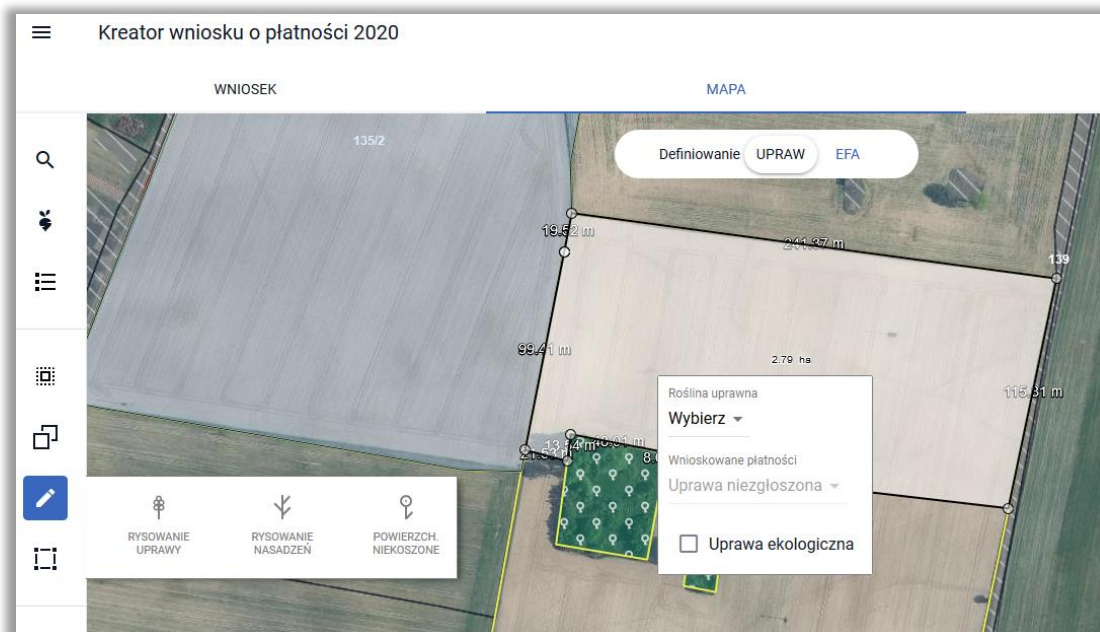 Kreator wniosku o płatności 2020
WNIOSEK
MAPA
135/2
Definiowanie UPRAW EFA
19.52 m
241.37 m
139
99.41 m
2.79 ha
115.31 m
Roślina uprawna
Wybierz
13.54 m
Wnioskowane płatności
Uprawa niezgłoszona
RYSOWANIE
UPRAWY
RYSOWANIE
NASADZEŃ
POWIERZCH.
NIEKOSZONE
Uprawa ekologiczna